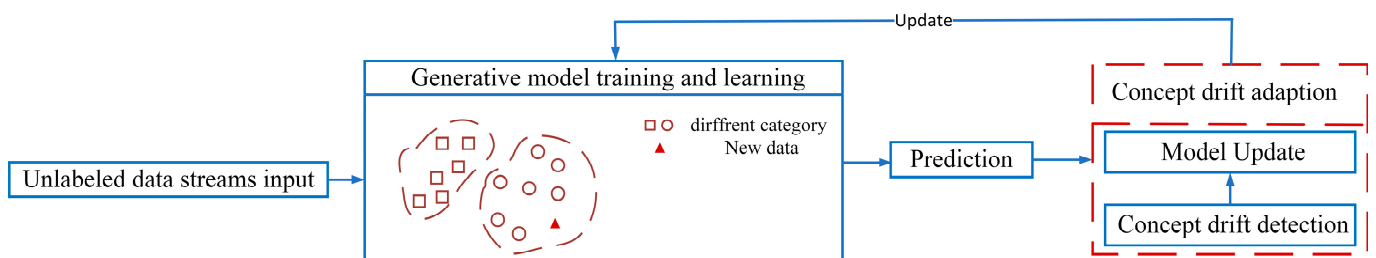 Update
Generative model training and learning
dirffrent category
New data
Unlabeled data streams input
Prediction
Concept drift adaption
Model Update
Concept drift detection